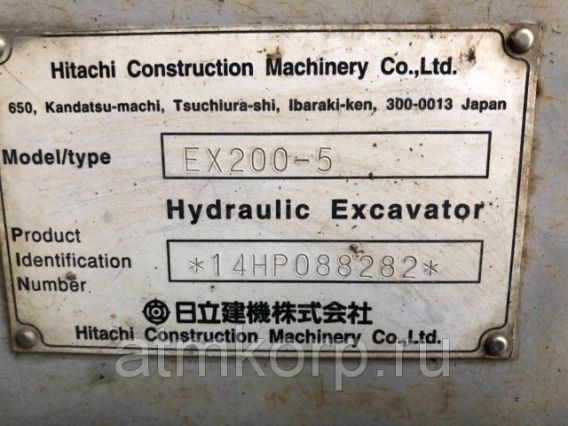 Hitachi Construction Machinery Co.,Ltd.
650, Kandatsu-machi, Tsuchiura-shi, Ibaraki-ken, 300-0013 Japan
Model/type EX200-5
Hydraulic Excavator
Product
Identification
Number *14HP088282*
日立建機株式会社
Hitachi Construction Machinery Co.,Ltd.
atmkorp.ru